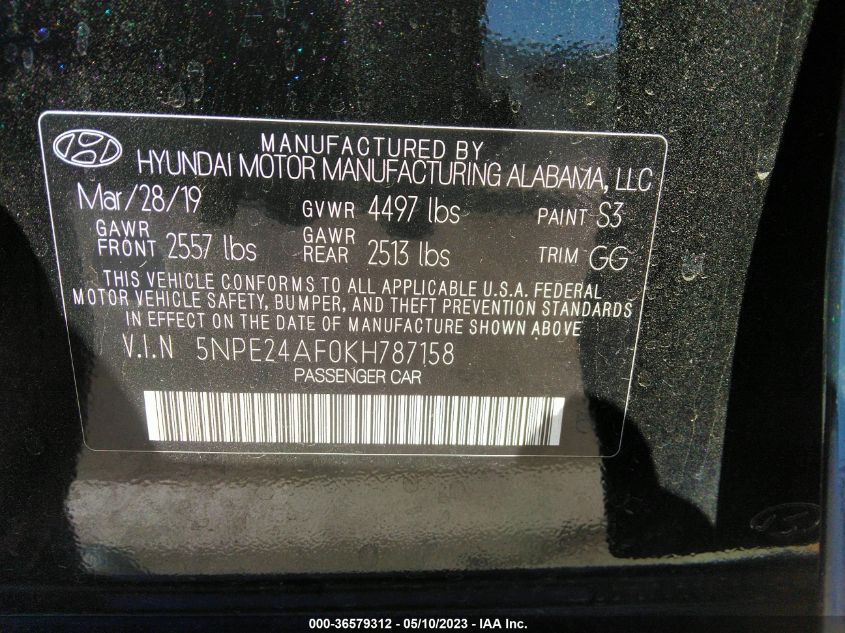 MANUFACTURED BY
HYUNDAI MOTOR MANUFACTURING ALABAMA, LLC
Mar/28/19 GVWR 4497 lbs PAINT S3
GAWR FRONT 2557 lbs GAWR REAR 2513 lbs TRIM GG
THIS VEHICLE CONFORMS TO ALL APPLICABLE U.S.A. FEDERAL
MOTOR VEHICLE SAFETY, BUMPER, AND THEFT PREVENTION STANDARDS
IN EFFECT ON THE DATE OF MANUFACTURE SHOWN ABOVE
V.I.N 5NPE24AF0KH787158
PASSENGER CAR
000-36579312 - 05/10/2023 - IAA Inc.